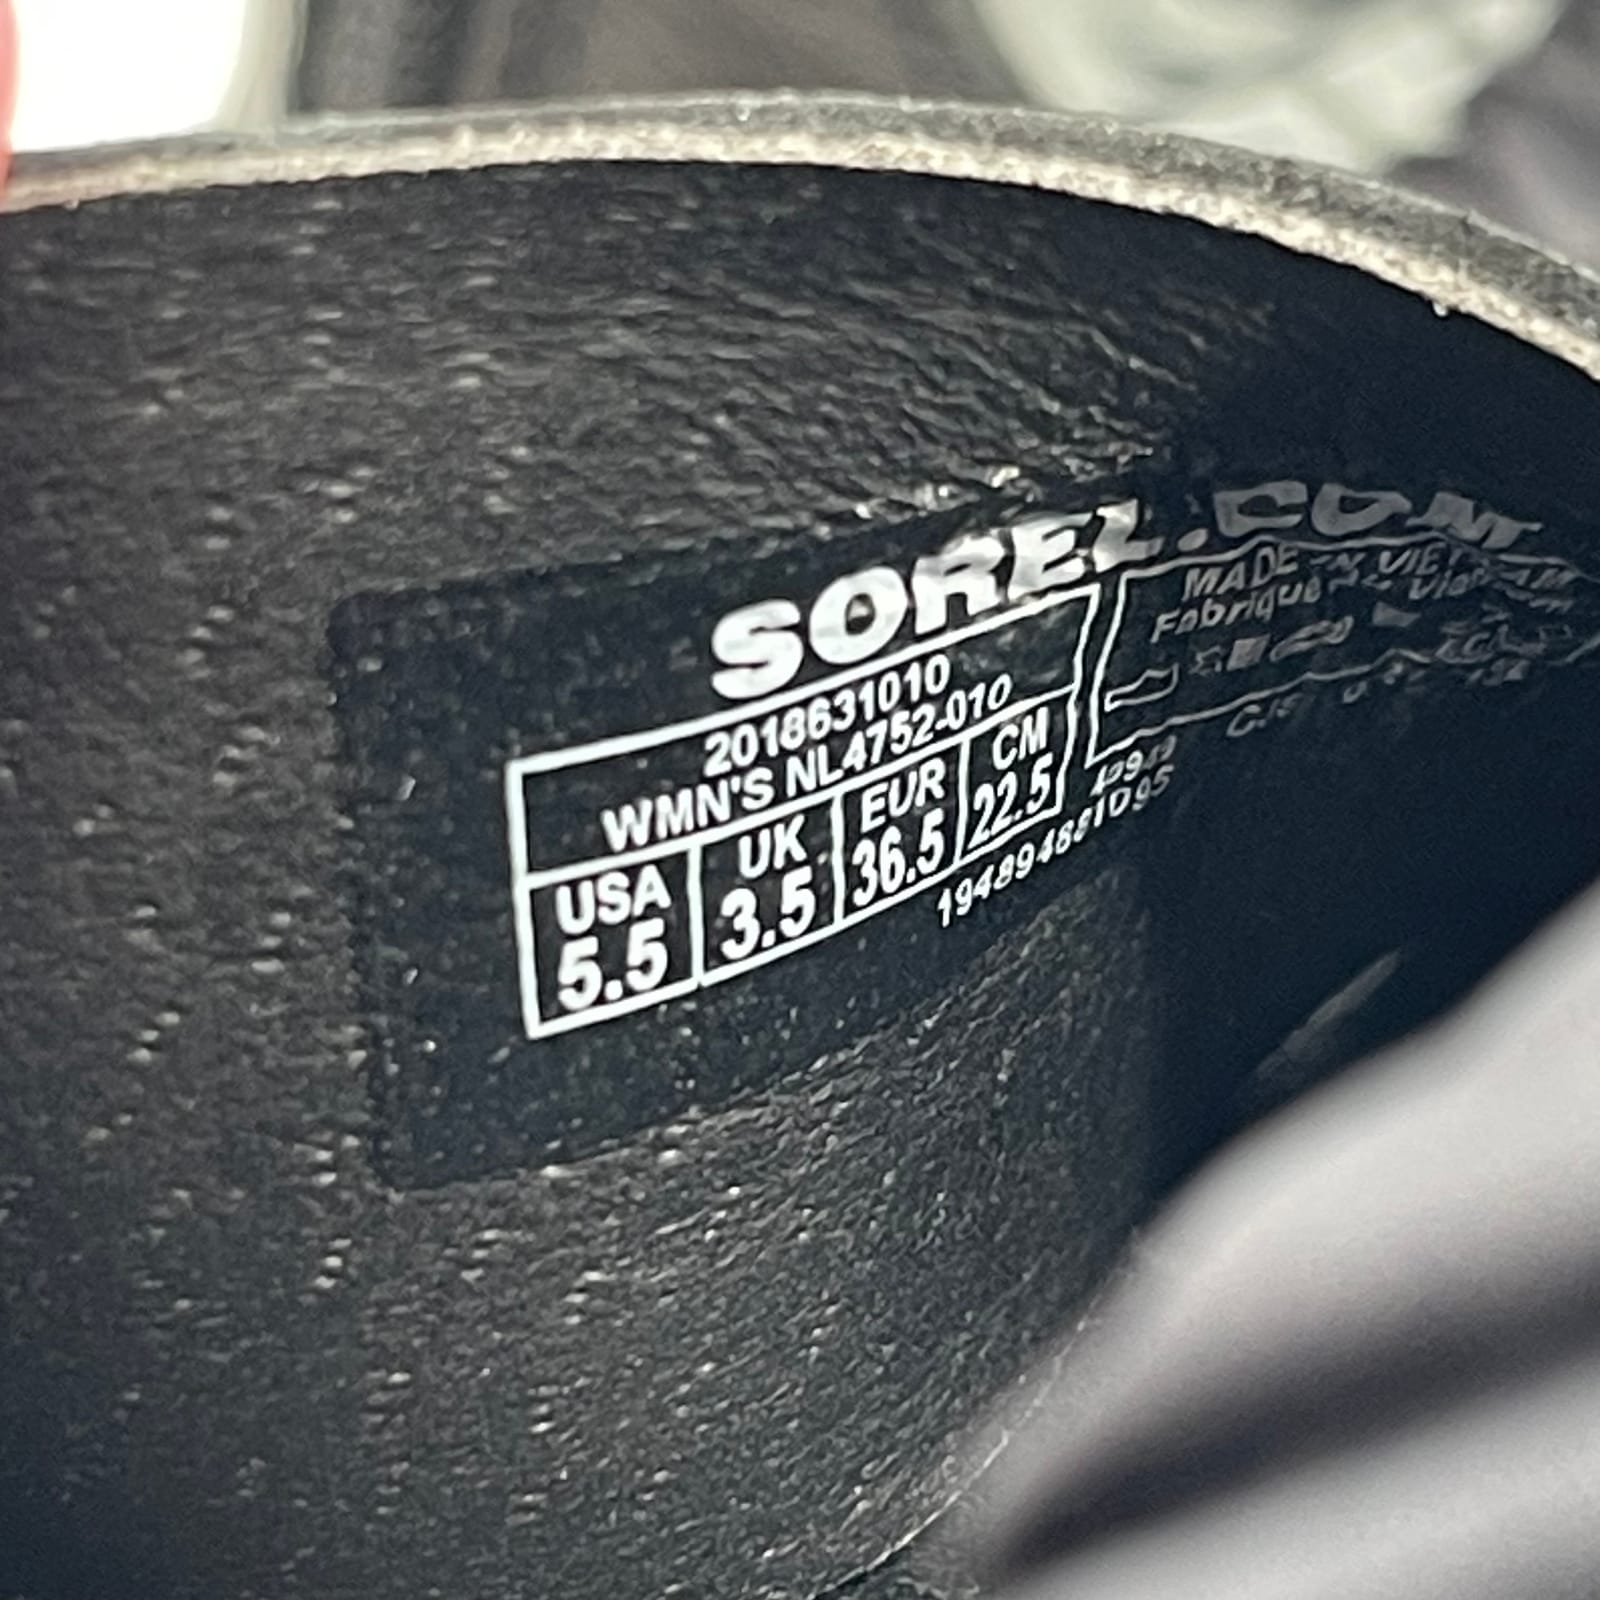 SOREL.COM
2018631010
WMN'S NL4752-010
USA UK EUR CM
5.5 3.5 36.5 22.5
MADE IN VIETNAM
Fabriqué Vietnam
194894881095